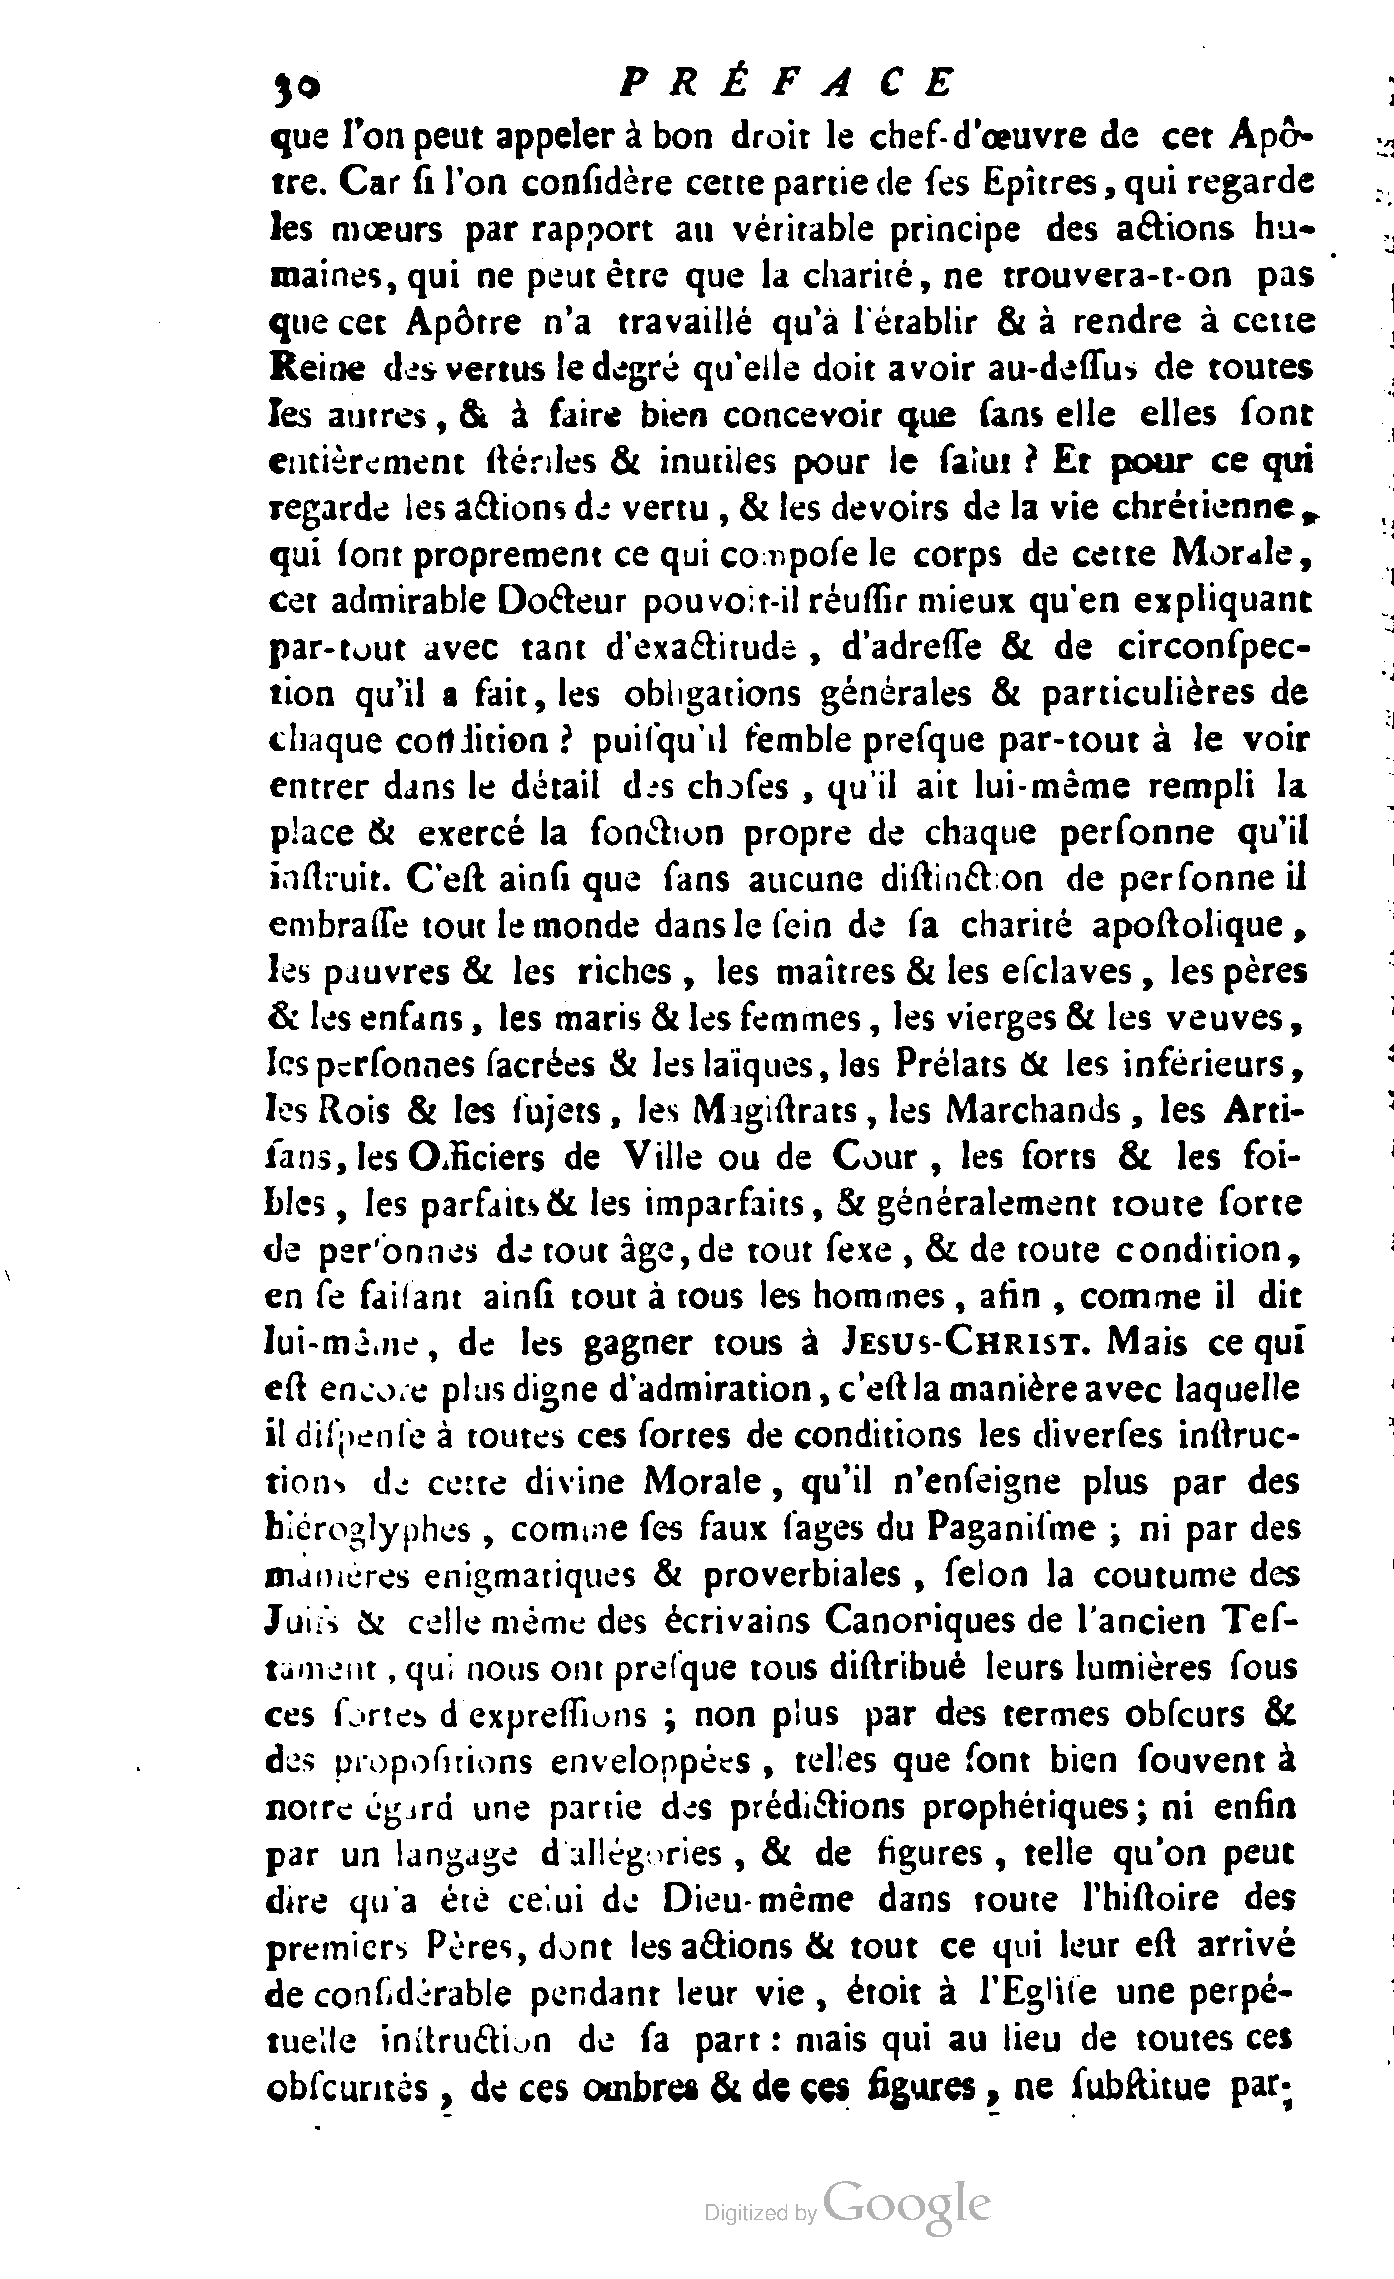 30 PRÉFACE
que l'on peut appeler à bon droit le chef-d'œuvre de cet Apô-
tre. Car ſi l'on conſidère cette partie de ſes Epîtres, qui regarde
les mœurs par rapport au véritable principe des actions hu-
maines, qui ne peut être que la charité, ne trouvera-t-on pas
que cet Apôtre n'a travaillé qu'à l'établir & à rendre à cette
Reine des vertus le degré qu'elle doit avoir au-deſſus de toutes
les autres, & à faire bien concevoir que ſans elle elles ſont
entièrement ſtériles & inutiles pour le ſalut ? Et pour ce qui
regarde les actions de vertu, & les devoirs de la vie chrétienne,
qui ſont proprement ce qui compoſe le corps de cette Morale,
cet admirable Docteur pouvoit-il réuſſir mieux qu'en expliquant
par-tout avec tant d'exactitude, d'adreſſe & de circonſpec-
tion qu'il a fait, les obligations générales & particulières de
chaque condition ? puiſqu'il ſemble preſque par-tout à le voir
entrer dans le détail des choſes, qu'il ait lui-même rempli la
place & exercé la fonction propre de chaque perſonne qu'il
inſtruit. C'eſt ainſi que ſans aucune diſtinction de perſonne il
embraſſe tout le monde dans le ſein de ſa charité apoſtolique,
les pauvres & les riches, les maîtres & les eſclaves, les pères
& les enfans, les maris & les femmes, les vierges & les veuves,
les perſonnes ſacrées & les laïques, les Prélats & les inférieurs,
les Rois & les ſujets, les Magiſtrats, les Marchands, les Arti-
ſans, les Officiers de Ville ou de Cour, les forts & les foi-
bles, les parfaits & les imparfaits, & généralement toute ſorte
de perſonnes de tout âge, de tout ſexe, & de toute condition,
en ſe faiſant ainſi tout à tous les hommes, afin, comme il dit
lui-même, de les gagner tous à JESUS-CHRIST. Mais ce qui
eſt encore plus digne d'admiration, c'eſt la manière avec laquelle
il diſpenſe à toutes ces ſortes de conditions les diverſes inſtruc-
tions de cette divine Morale, qu'il n'enſeigne plus par des
hiéroglyphes, comme ſes faux ſages du Paganiſme ; ni par des
manières enigmatiques & proverbiales, ſelon la coutume des
Juifs & celle même des écrivains Canoniques de l'ancien Teſ-
tament, qui nous ont preſque tous diſtribué leurs lumières ſous
ces ſortes d'expreſſions ; non plus par des termes obſcurs &
des propoſitions enveloppées, telles que ſont bien ſouvent à
notre égard une partie des prédictions prophétiques ; ni enfin
par un langage d'allégories, & de figures, telle qu'on peut
dire qu'a été celui de Dieu-même dans toute l'hiſtoire des
premiers Pères, dont les actions & tout ce qui leur eſt arrivé
de conſidérable pendant leur vie, étoit à l'Egliſe une perpé-
tuelle inſtruction de ſa part : mais qui au lieu de toutes ces
obſcurités, de ces ombres & de ces figures, ne ſubſtitue par-
Digitized by Google